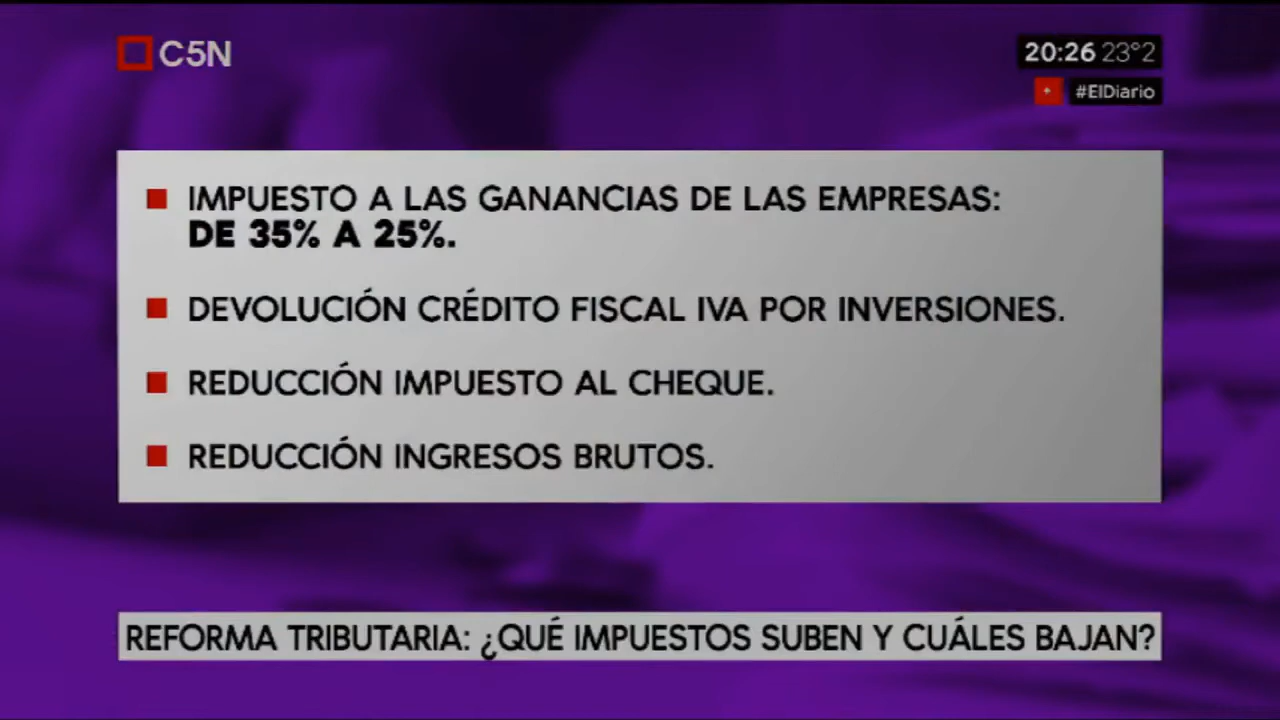 C5N
20:26 23°2
#ElDiario
IMPUESTO A LAS GANANCIAS DE LAS EMPRESAS:
DE 35% A 25%.
DEVOLUCIÓN CRÉDITO FISCAL IVA POR INVERSIONES.
REDUCCIÓN IMPUESTO AL CHEQUE.
REDUCCIÓN INGRESOS BRUTOS.
REFORMA TRIBUTARIA: ¿QUÉ IMPUESTOS SUBEN Y CUÁLES BAJAN?